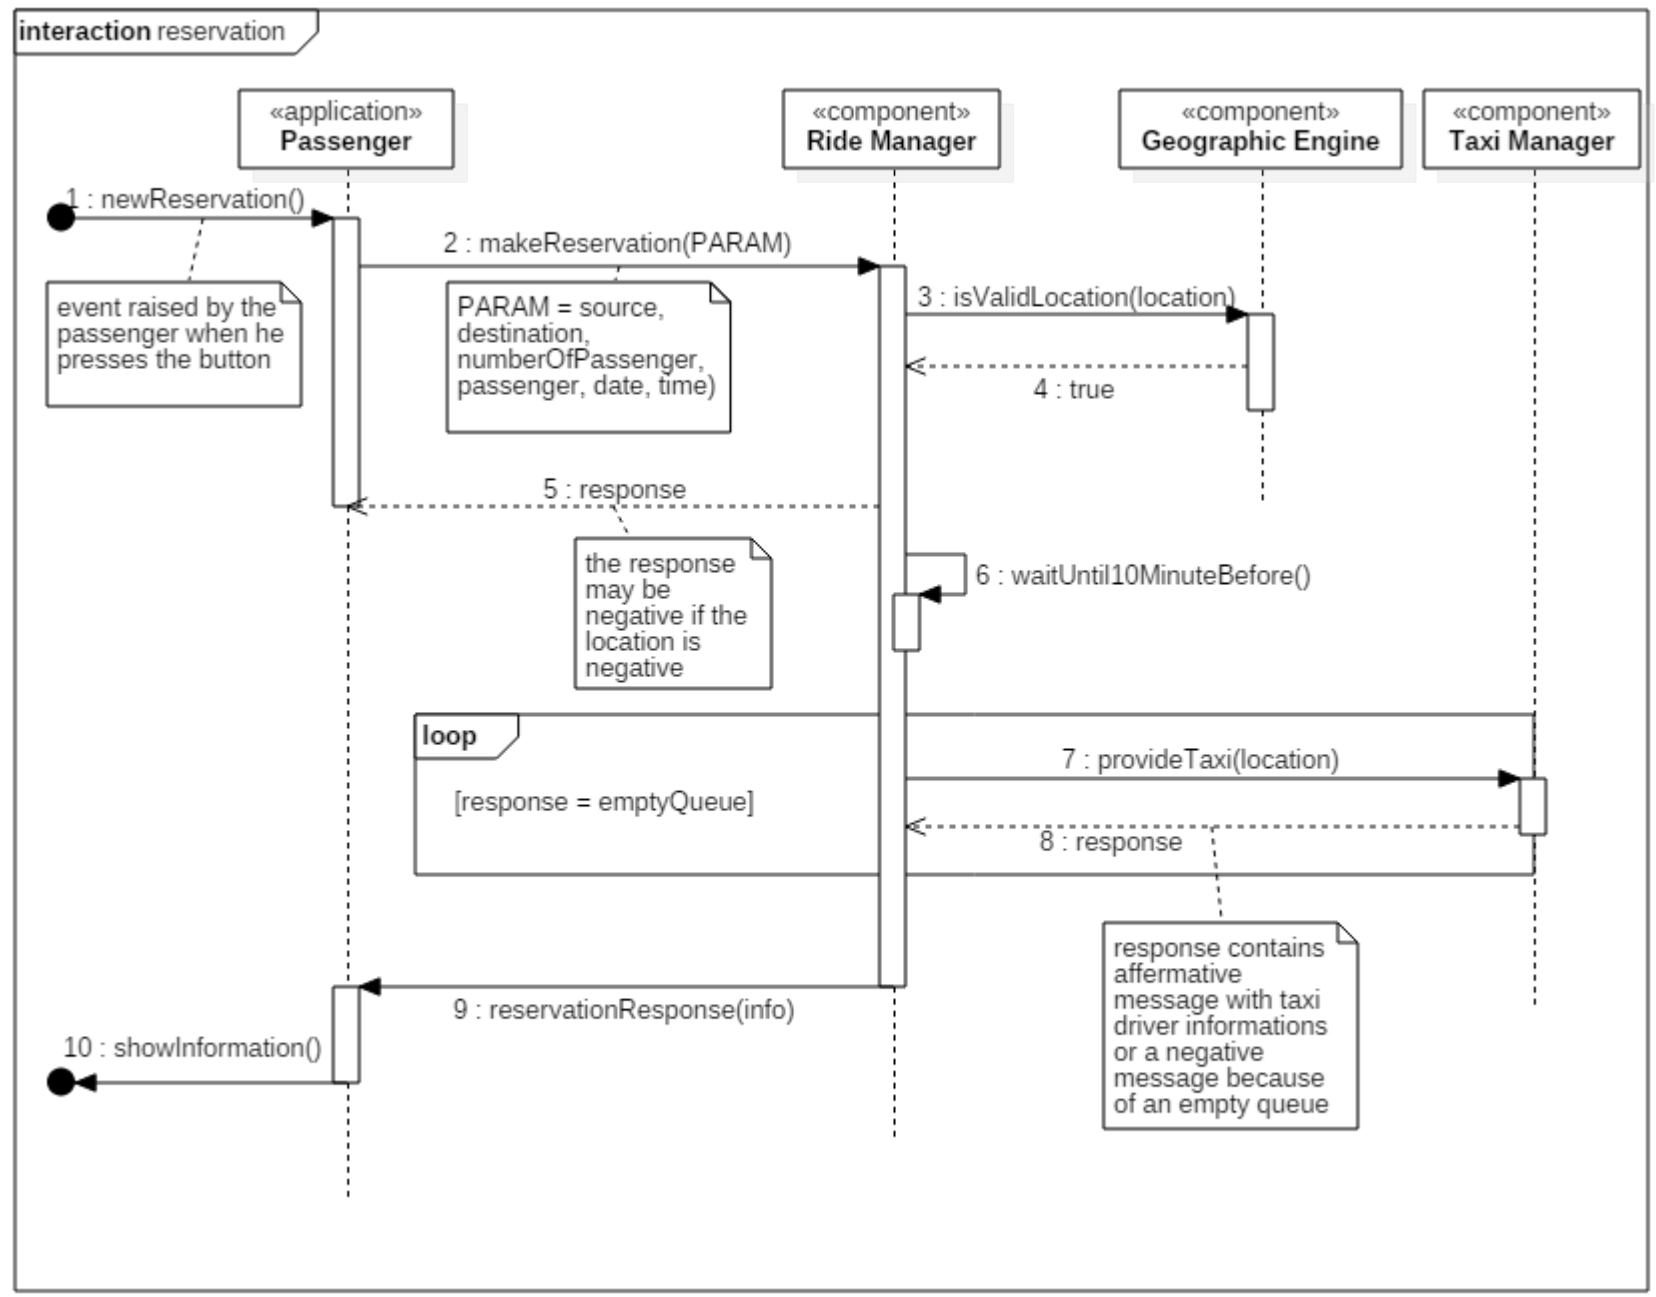 interaction reservation
«application»
Passenger
«component»
Ride Manager
«component»
Geographic Engine
«component»
Taxi Manager
1 : newReservation()
event raised by the
passenger when he
presses the button
2 : makeReservation(PARAM)
PARAM = source,
destination,
numberOfPassenger,
passenger, date, time)
3 : isValidLocation(location)
4 : true
5 : response
the response
may be
negative if the
location is
negative
6 : waitUntil10MinuteBefore()
loop
[response = emptyQueue]
7 : provideTaxi(location)
8 : response
response contains
affermative
message with taxi
driver informations
or a negative
message because
of an empty queue
9 : reservationResponse(info)
10 : showInformation()